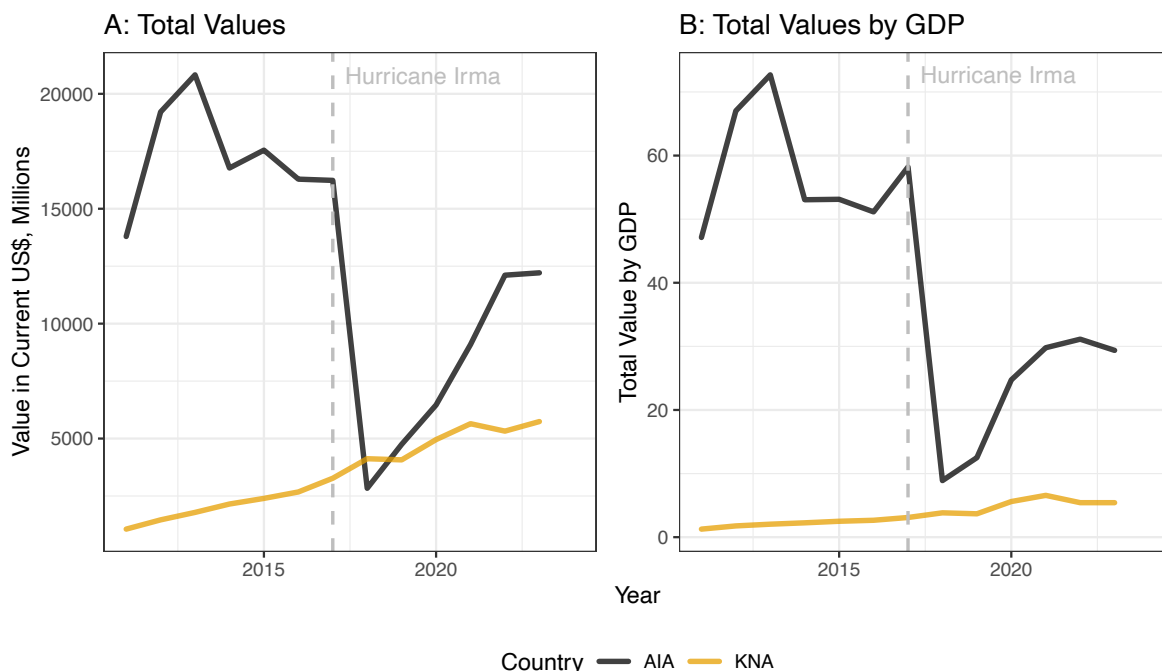 A: Total Values
Hurricane Irma
20000
15000
10000
5000
Value in Current US$, Millions
2015
2020
B: Total Values by GDP
Hurricane Irma
60
40
20
0
Total Value by GDP
2015
2020
Year
Country AIA KNA